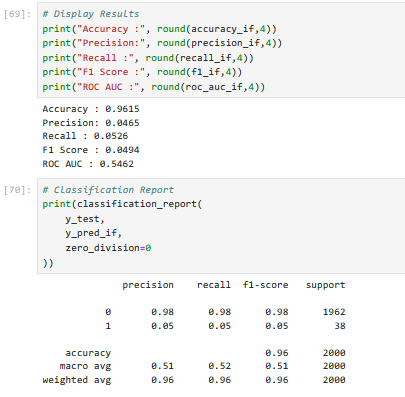 [69]: # Display Results
print("Accuracy :", round(accuracy_if,4))
print("Precision:", round(precision_if,4))
print("Recall :", round(recall_if,4))
print("F1 Score :", round(f1_if,4))
print("ROC AUC :", round(roc_auc_if,4))
Accuracy : 0.9615
Precision: 0.0465
Recall : 0.0526
F1 Score : 0.0494
ROC AUC : 0.5462
[70]: # Classification Report
print(classification_report(
    y_test,
    y_pred_if,
    zero_division=0
))
precision recall f1-score support
0 0.98 0.98 0.98 1962
1 0.05 0.05 0.05 38
accuracy 0.96 2000
macro avg 0.51 0.52 0.51 2000
weighted avg 0.96 0.96 0.96 2000